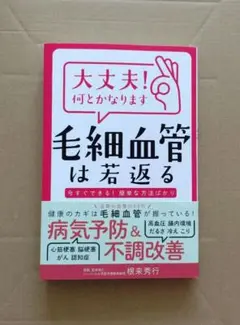 大丈夫!
何とかなります
毛細血管
は若返る
今すぐできる!簡単な方法ばかり
健康のカギは毛細血管が握っている!
病気予防&
不調改善
高血圧 腸内環境
だるさ 冷え こり
心筋梗塞 脳梗塞
がん 認知症
根来秀行